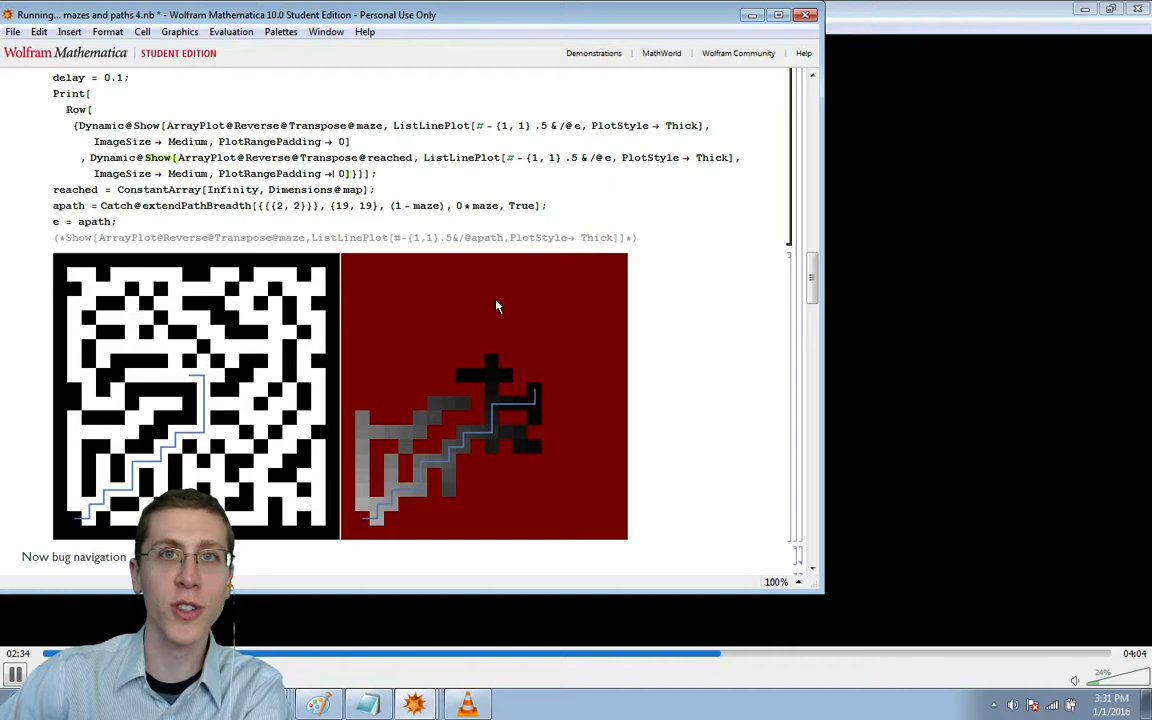 Running... mazes and paths 4.nb * - Wolfram Mathematica 10.0 Student Edition - Personal Use Only
File Edit Insert Format Cell Graphics Evaluation Palettes Window Help
Wolfram Mathematica | STUDENT EDITION Demonstrations MathWorld Wolfram Community Help
delay = 0.1;
Print[
Row[
{Dynamic@Show[ArrayPlot@Reverse@Transpose@maze, ListLinePlot[# - {1, 1} .5 & /@ e, PlotStyle → Thick],
ImageSize → Medium, PlotRangePadding → 0]
, Dynamic@Show[ArrayPlot@Reverse@Transpose@reached, ListLinePlot[# - {1, 1} .5 & /@ e, PlotStyle → Thick],
ImageSize → Medium, PlotRangePadding → 0]}]];
reached = ConstantArray[Infinity, Dimensions@map];
apath = Catch@extendPathBreadth[{{{2, 2}}}, {19, 19}, (1 - maze), 0 * maze, True];
e = apath;
(*Show[ArrayPlot@Reverse@Transpose@maze,ListLinePlot[#-{1,1}.5&/@apath,PlotStyle→ Thick]]*)
Now bug navigation
100%
02:34 04:04
24%
3:31 PM
1/1/2016